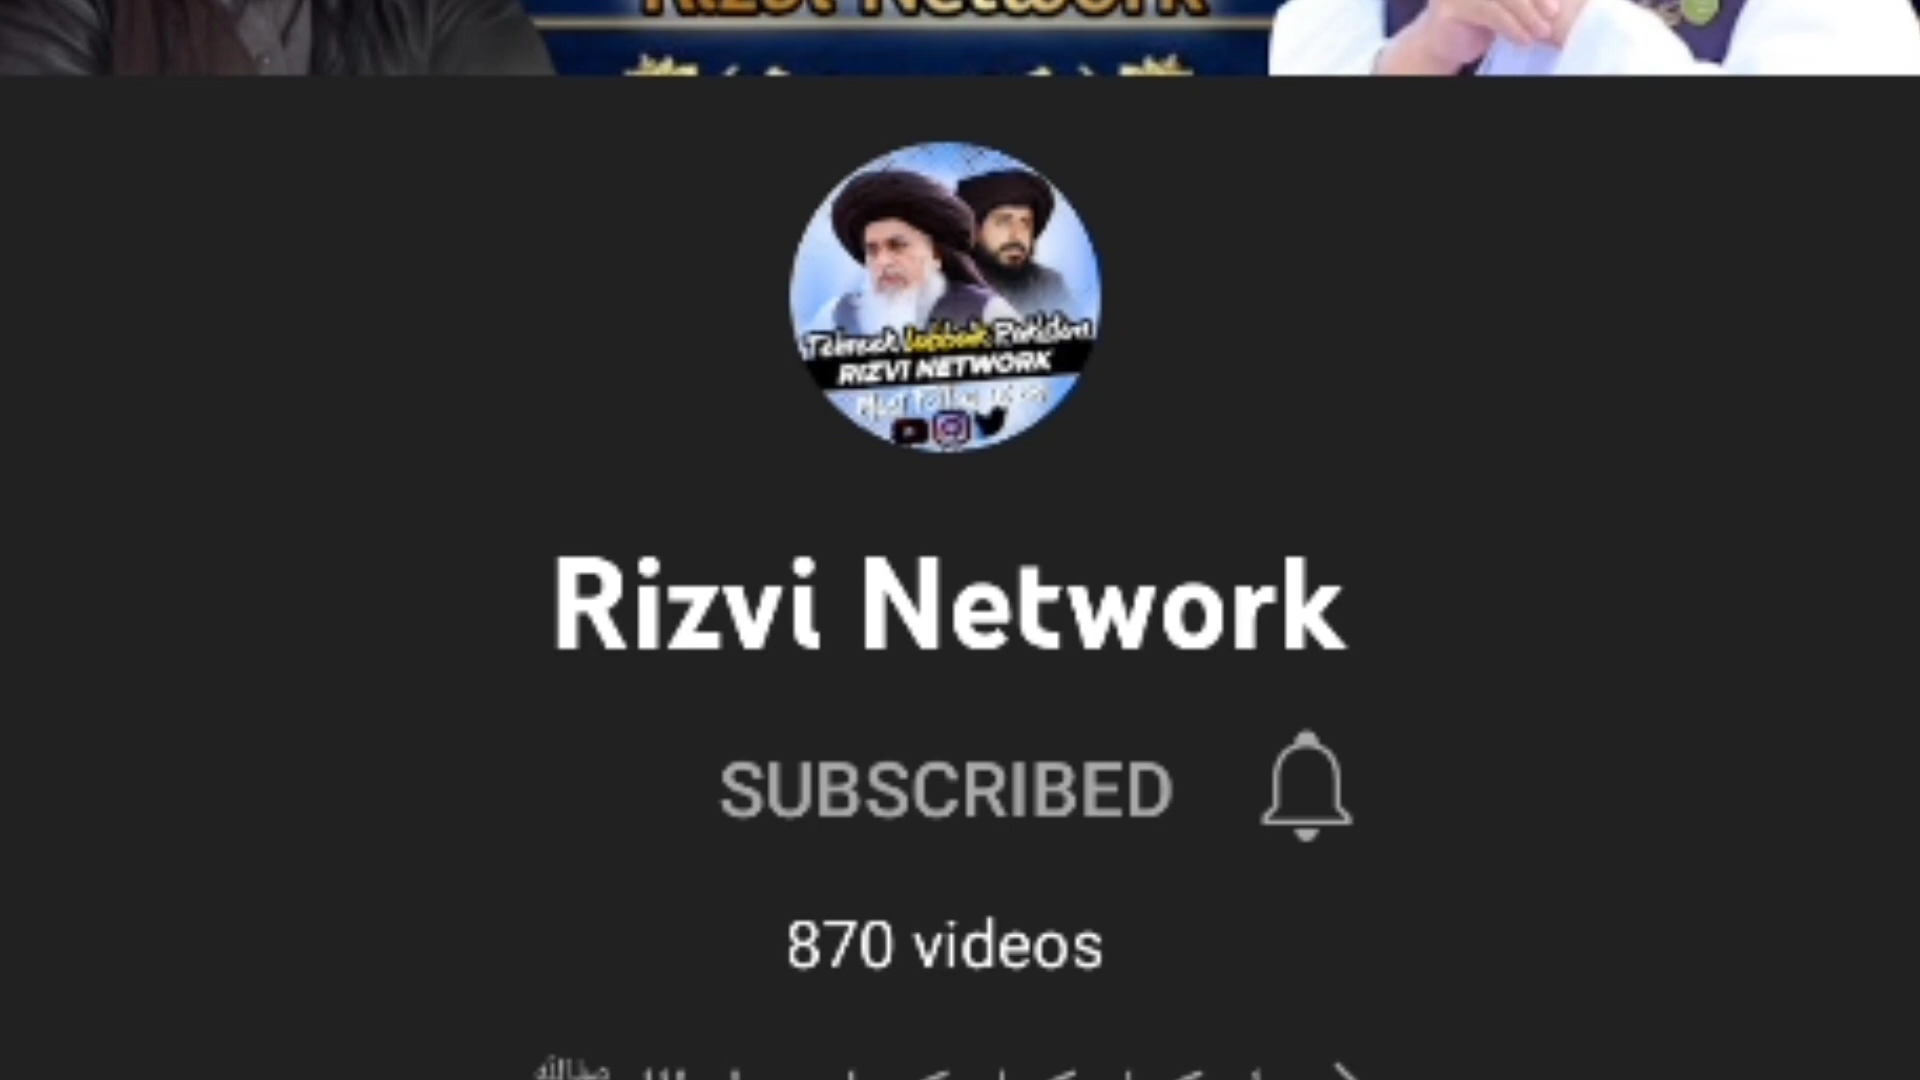 Rizvi Network
Tehreek Labbaik Pakistan
RIZVI NETWORK
Rizvi Network
SUBSCRIBED
870 videos